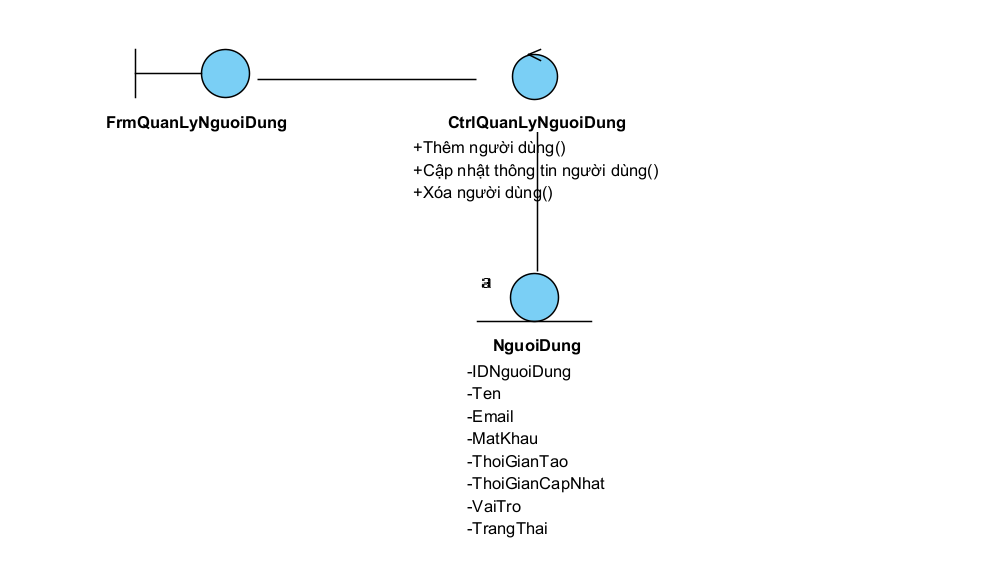 FrmQuanLyNguoiDung
CtrlQuanLyNguoiDung
+Thêm người dùng()
+Cập nhật thông tin người dùng()
+Xóa người dùng()
a
NguoiDung
-IDNguoiDung
-Ten
-Email
-MatKhau
-ThoiGianTao
-ThoiGianCapNhat
-VaiTro
-TrangThai